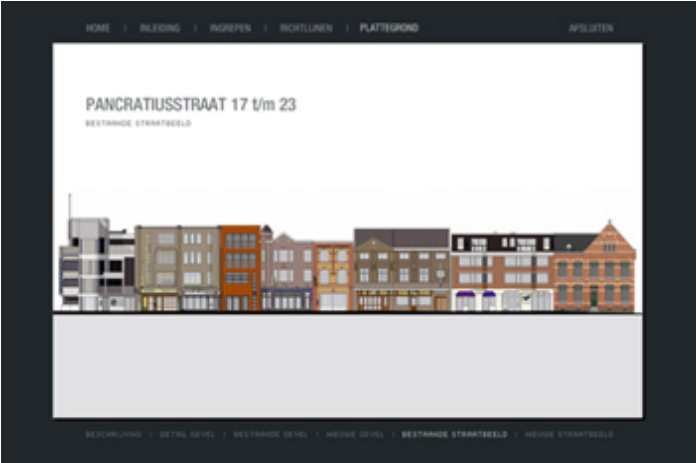 HOME | INLEIDING | INGREPEN | RICHTLIJNEN | PLATTEGROND AFSLUITEN
PANCRATIUSSTRAAT 17 t/m 23
BESTAANDE STRAATBEELD
BESCHRIJVING / DETAIL GEVEL / BESTAANDE GEVEL / NIEUWE GEVEL / BESTAANDE STRAATBEELD / NIEUWE STRAATBEELD